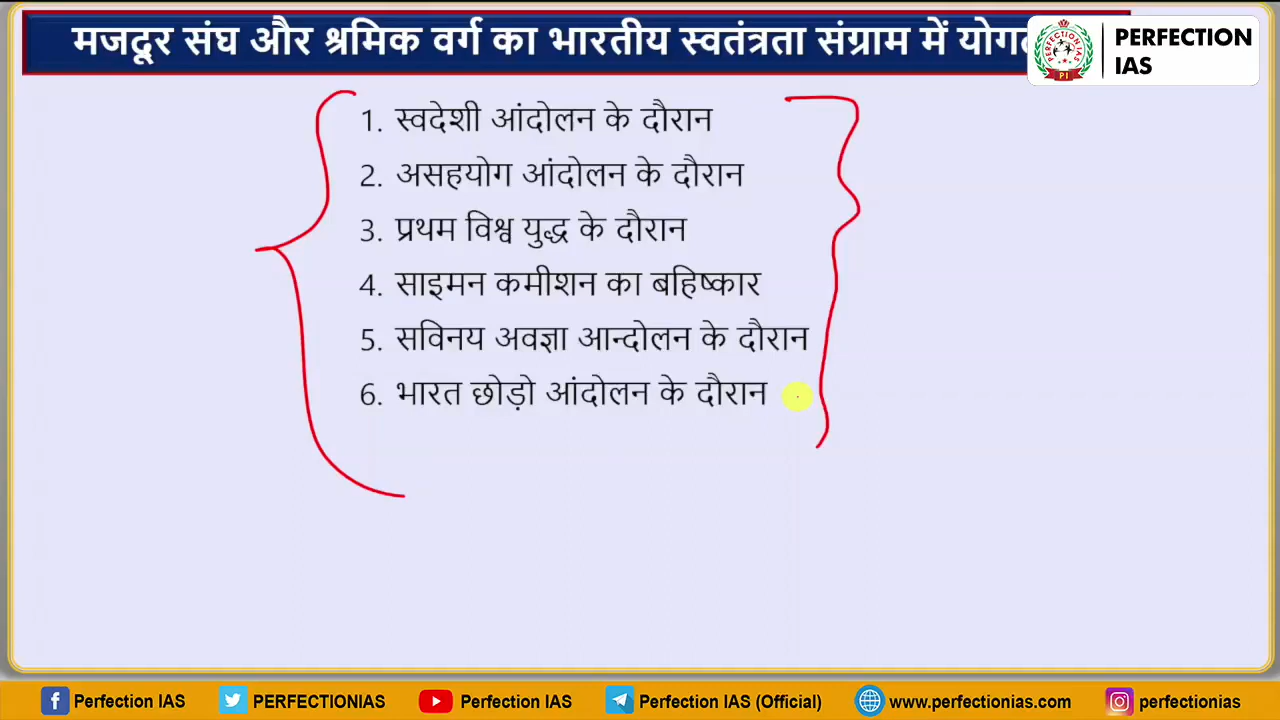 मजदूर संघ और श्रमिक वर्ग का भारतीय स्वतंत्रता संग्राम में
PERFECTION
IAS
1. स्वदेशी आंदोलन के दौरान
2. असहयोग आंदोलन के दौरान
3. प्रथम विश्व युद्ध के दौरान
4. साइमन कमीशन का बहिष्कार
5. सविनय अवज्ञा आन्दोलन के दौरान
6. भारत छोड़ो आंदोलन के दौरान
Perfection IAS PERFECTIONIAS Perfection IAS Perfection IAS (Official) www.perfectionias.com perfectionias